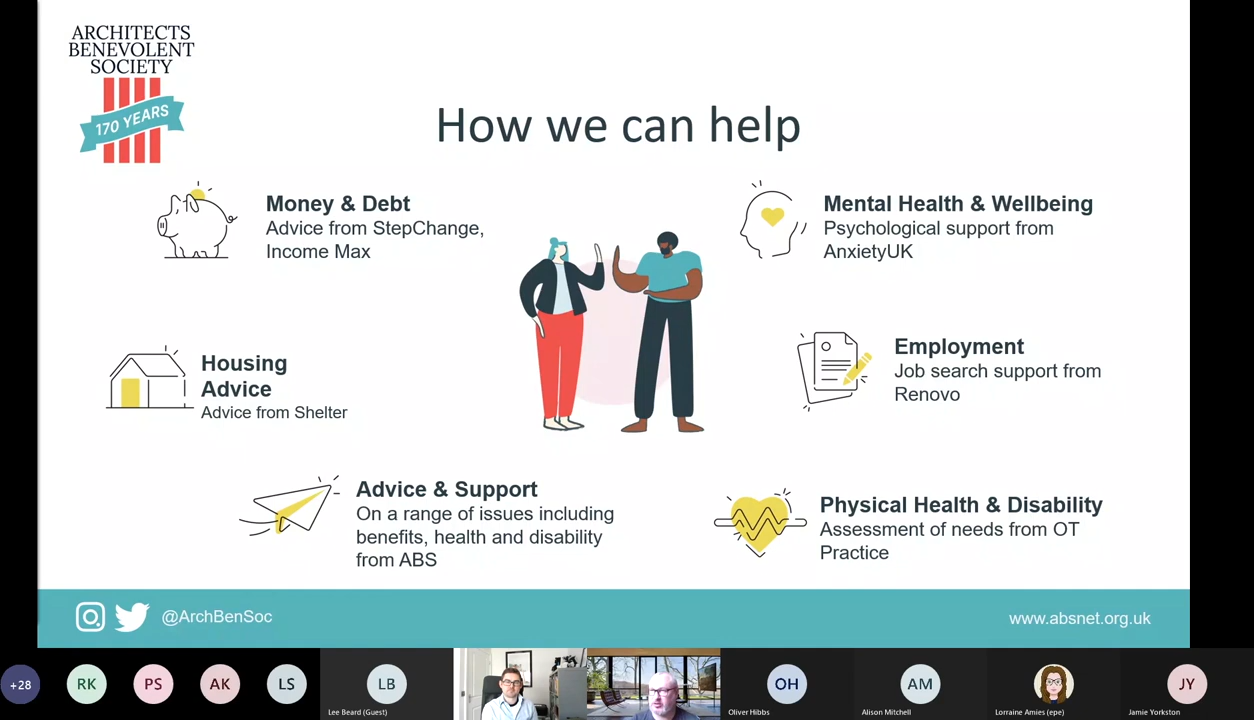 ARCHITECTS
BENEVOLENT
SOCIETY
170 YEARS
How we can help
Money & Debt
Advice from StepChange,
Income Max
Mental Health & Wellbeing
Psychological support from
AnxietyUK
Housing
Advice
Advice from Shelter
Employment
Job search support from
Renovo
Advice & Support
On a range of issues including
benefits, health and disability
from ABS
Physical Health & Disability
Assessment of needs from OT
Practice
@ArchBenSoc
www.absnet.org.uk
+28
RK
PS
AK
LS
LB
Lee Beard (Guest)
OH
Oliver Hibbs
AM
Alison Mitchell
Lorraine Amies (epe)
JY
Jamie Yorkston